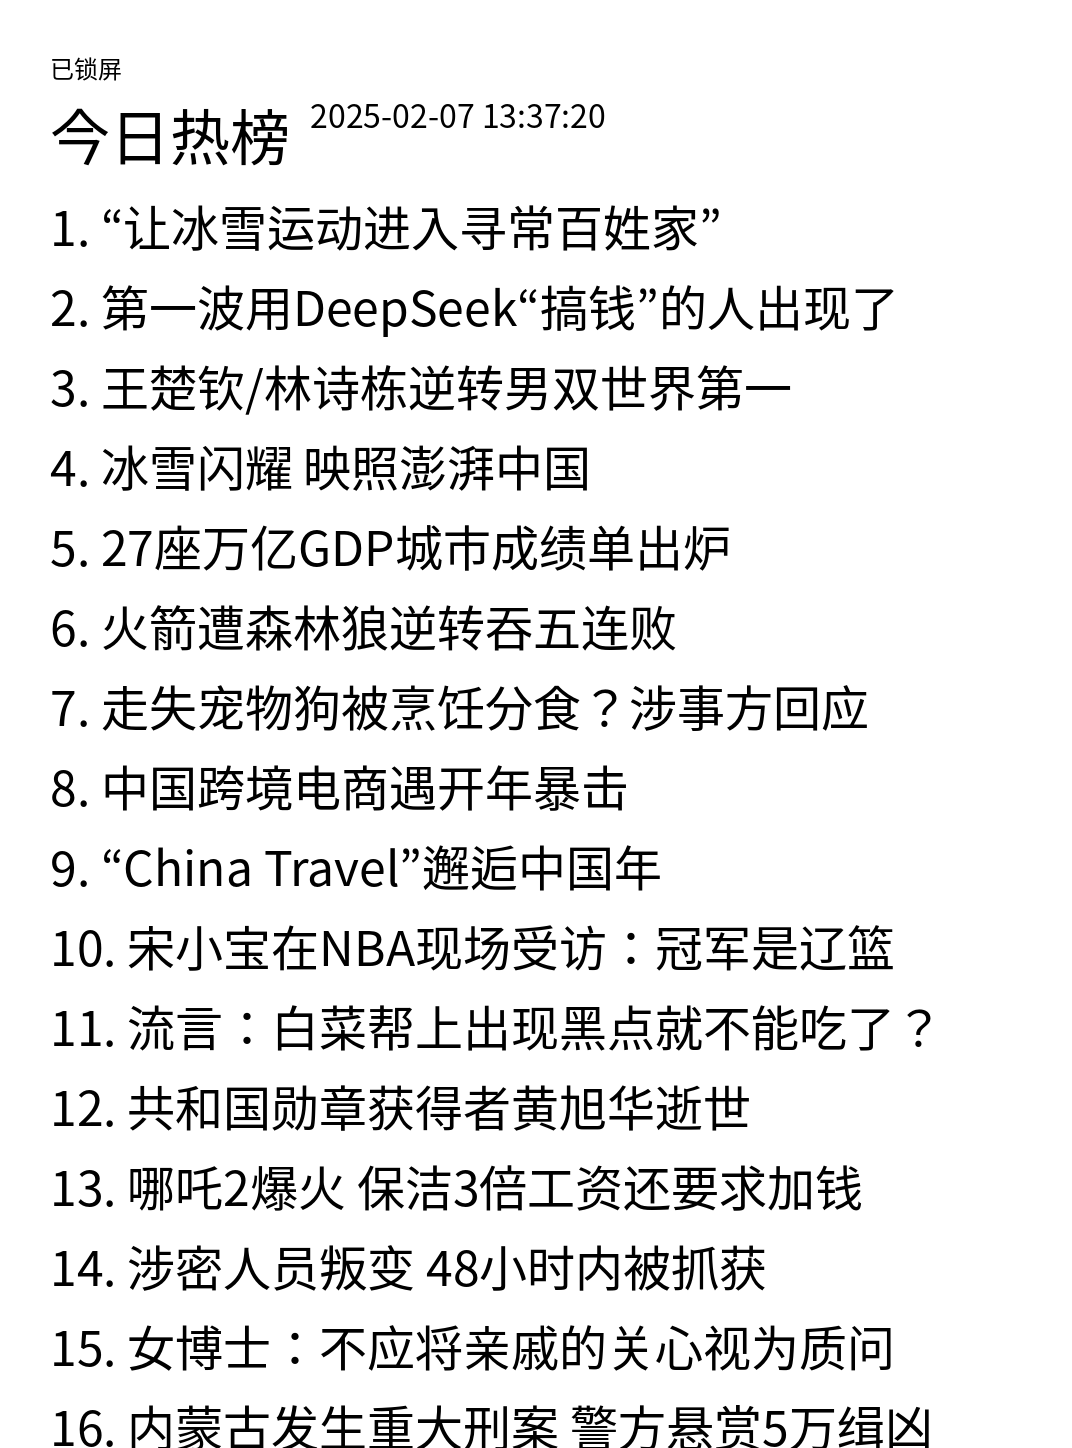 已锁屏
今日热榜 2025-02-07 13:37:20
1. “让冰雪运动进入寻常百姓家”
2. 第一波用DeepSeek“搞钱”的人出现了
3. 王楚钦/林诗栋逆转男双世界第一
4. 冰雪闪耀 映照澎湃中国
5. 27座万亿GDP城市成绩单出炉
6. 火箭遭森林狼逆转吞五连败
7. 走失宠物狗被烹饪分食？涉事方回应
8. 中国跨境电商遇开年暴击
9. “China Travel”邂逅中国年
10. 宋小宝在NBA现场受访：冠军是辽篮
11. 流言：白菜帮上出现黑点就不能吃了？
12. 共和国勋章获得者黄旭华逝世
13. 哪吒2爆火 保洁3倍工资还要求加钱
14. 涉密人员叛变 48小时内被抓获
15. 女博士：不应将亲戚的关心视为质问
16. 内蒙古发生重大刑案 警方悬赏5万缉凶